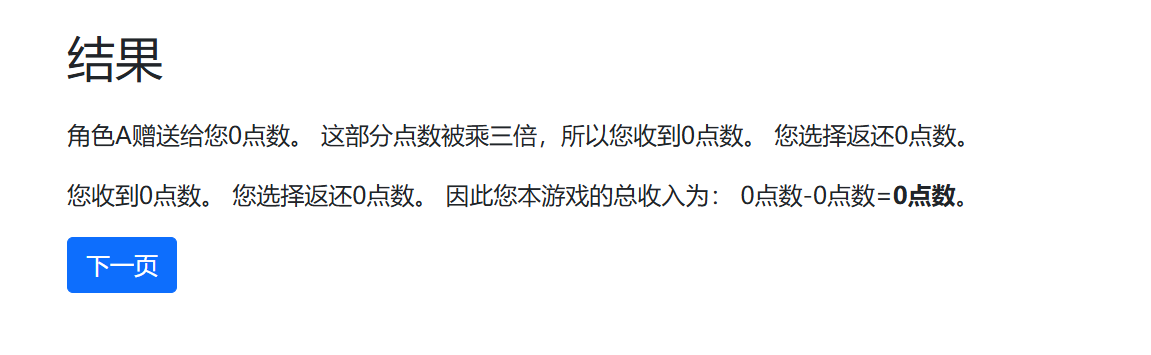 结果
角色A赠送给您0点数。 这部分点数被乘三倍，所以您收到0点数。 您选择返还0点数。
您收到0点数。 您选择返还0点数。 因此您本游戏的总收入为： 0点数-0点数=0点数。
下一页